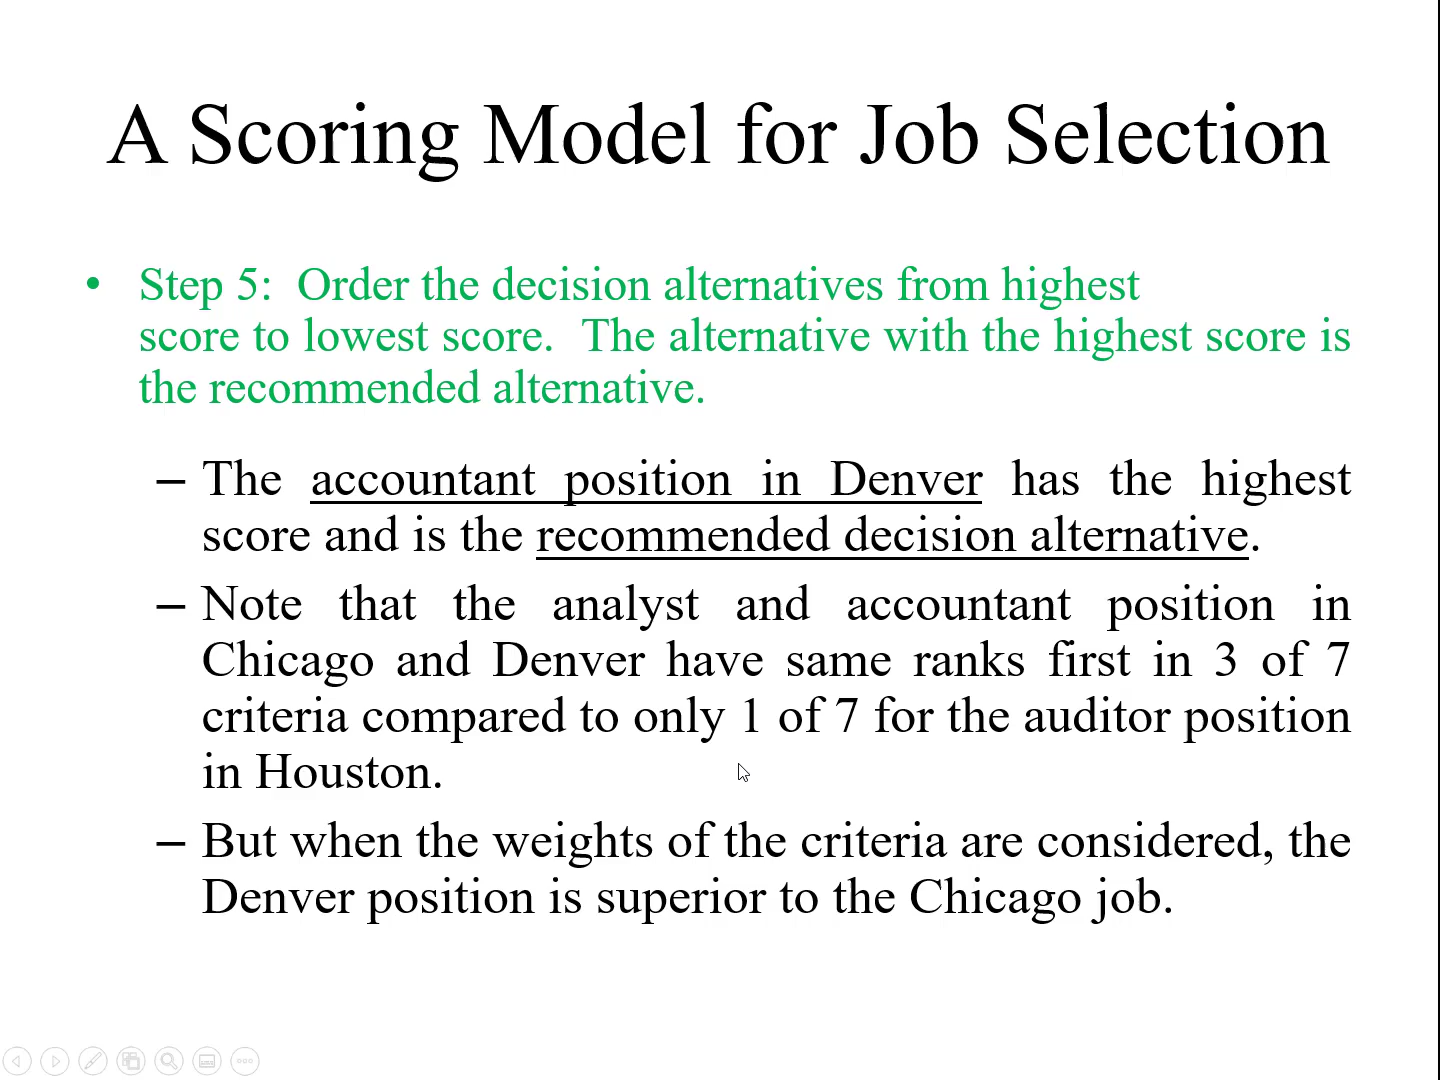 A Scoring Model for Job Selection
• Step 5: Order the decision alternatives from highest
score to lowest score. The alternative with the highest score is
the recommended alternative.
– The accountant position in Denver has the highest
score and is the recommended decision alternative.
– Note that the analyst and accountant position in
Chicago and Denver have same ranks first in 3 of 7
criteria compared to only 1 of 7 for the auditor position
in Houston.
– But when the weights of the criteria are considered, the
Denver position is superior to the Chicago job.